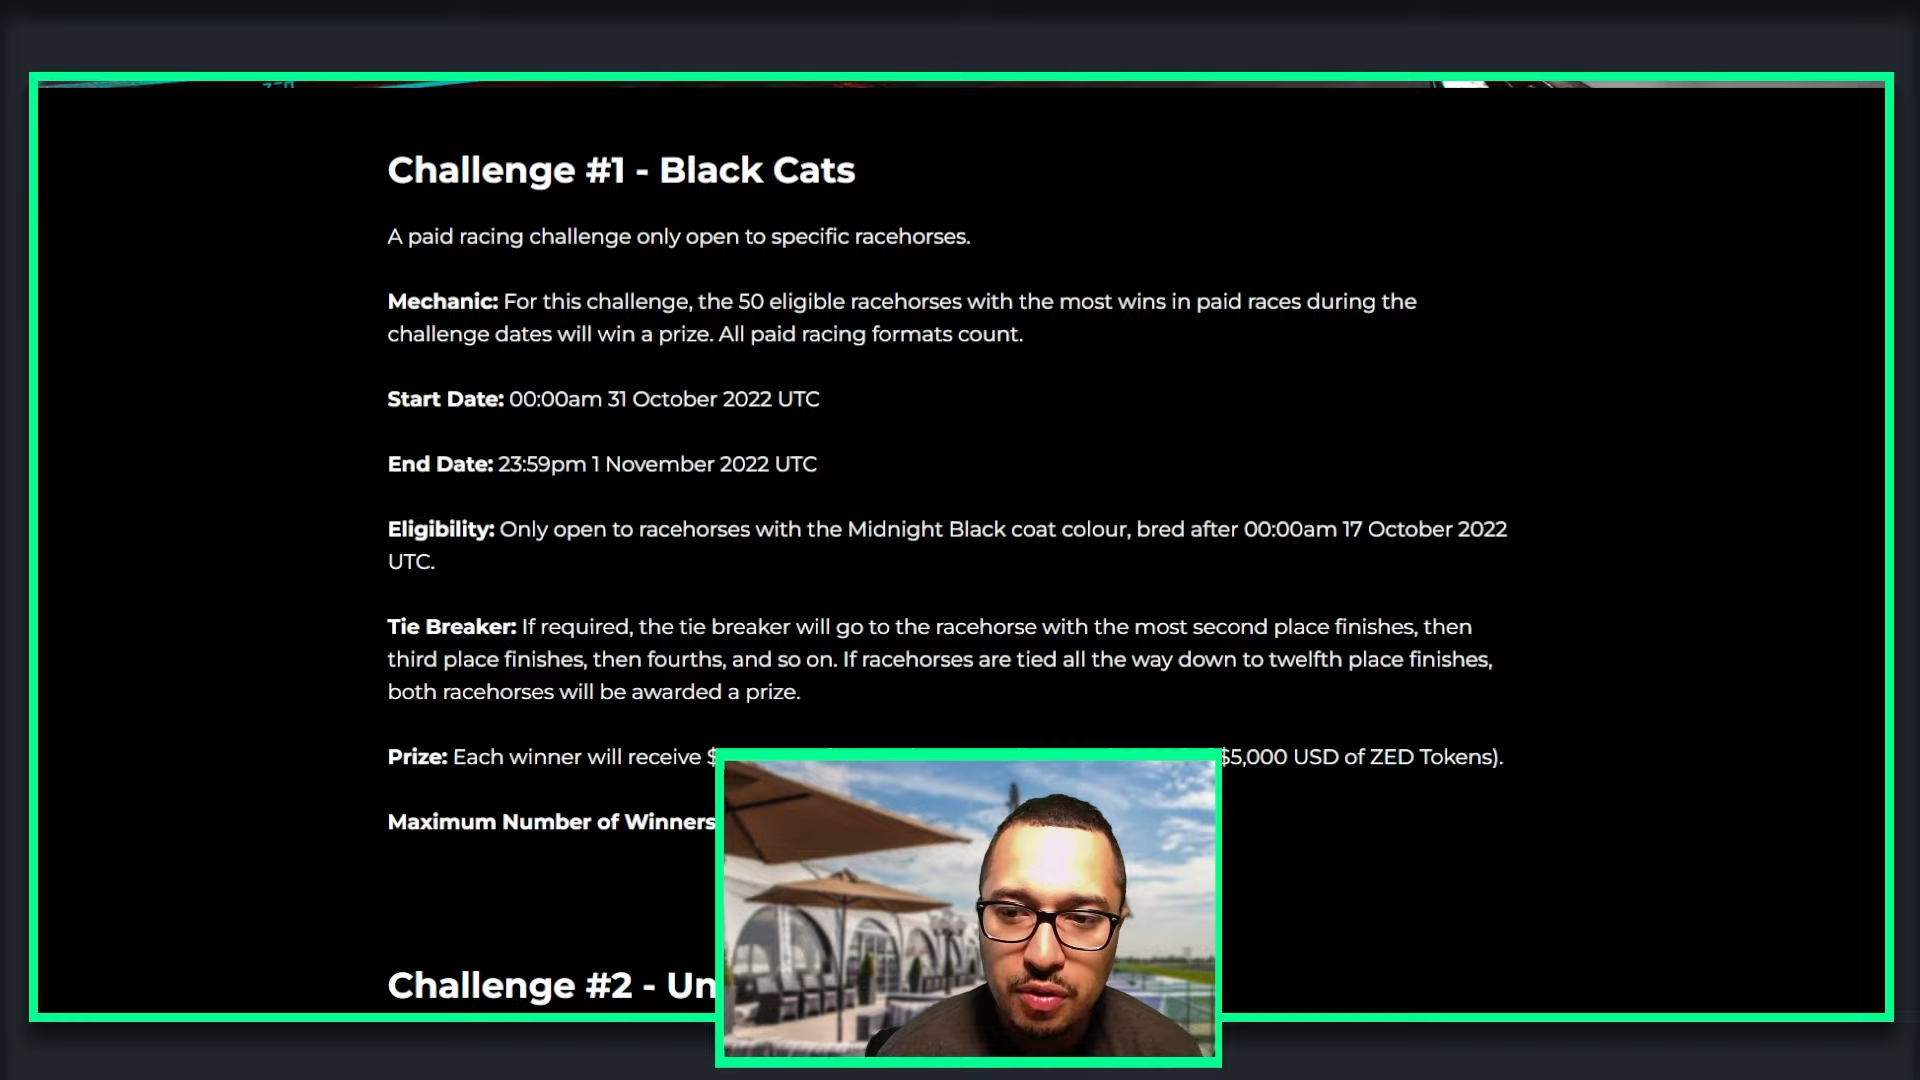 Challenge #1 - Black Cats
A paid racing challenge only open to specific racehorses.
Mechanic: For this challenge, the 50 eligible racehorses with the most wins in paid races during the
challenge dates will win a prize. All paid racing formats count.
Start Date: 00:00am 31 October 2022 UTC
End Date: 23:59pm 1 November 2022 UTC
Eligibility: Only open to racehorses with the Midnight Black coat colour, bred after 00:00am 17 October 2022
UTC.
Tie Breaker: If required, the tie breaker will go to the racehorse with the most second place finishes, then
third place finishes, then fourths, and so on. If racehorses are tied all the way down to twelfth place finishes,
both racehorses will be awarded a prize.
Prize: Each winner will receive $ $5,000 USD of ZED Tokens).
Maximum Number of Winners
Challenge #2 - Un